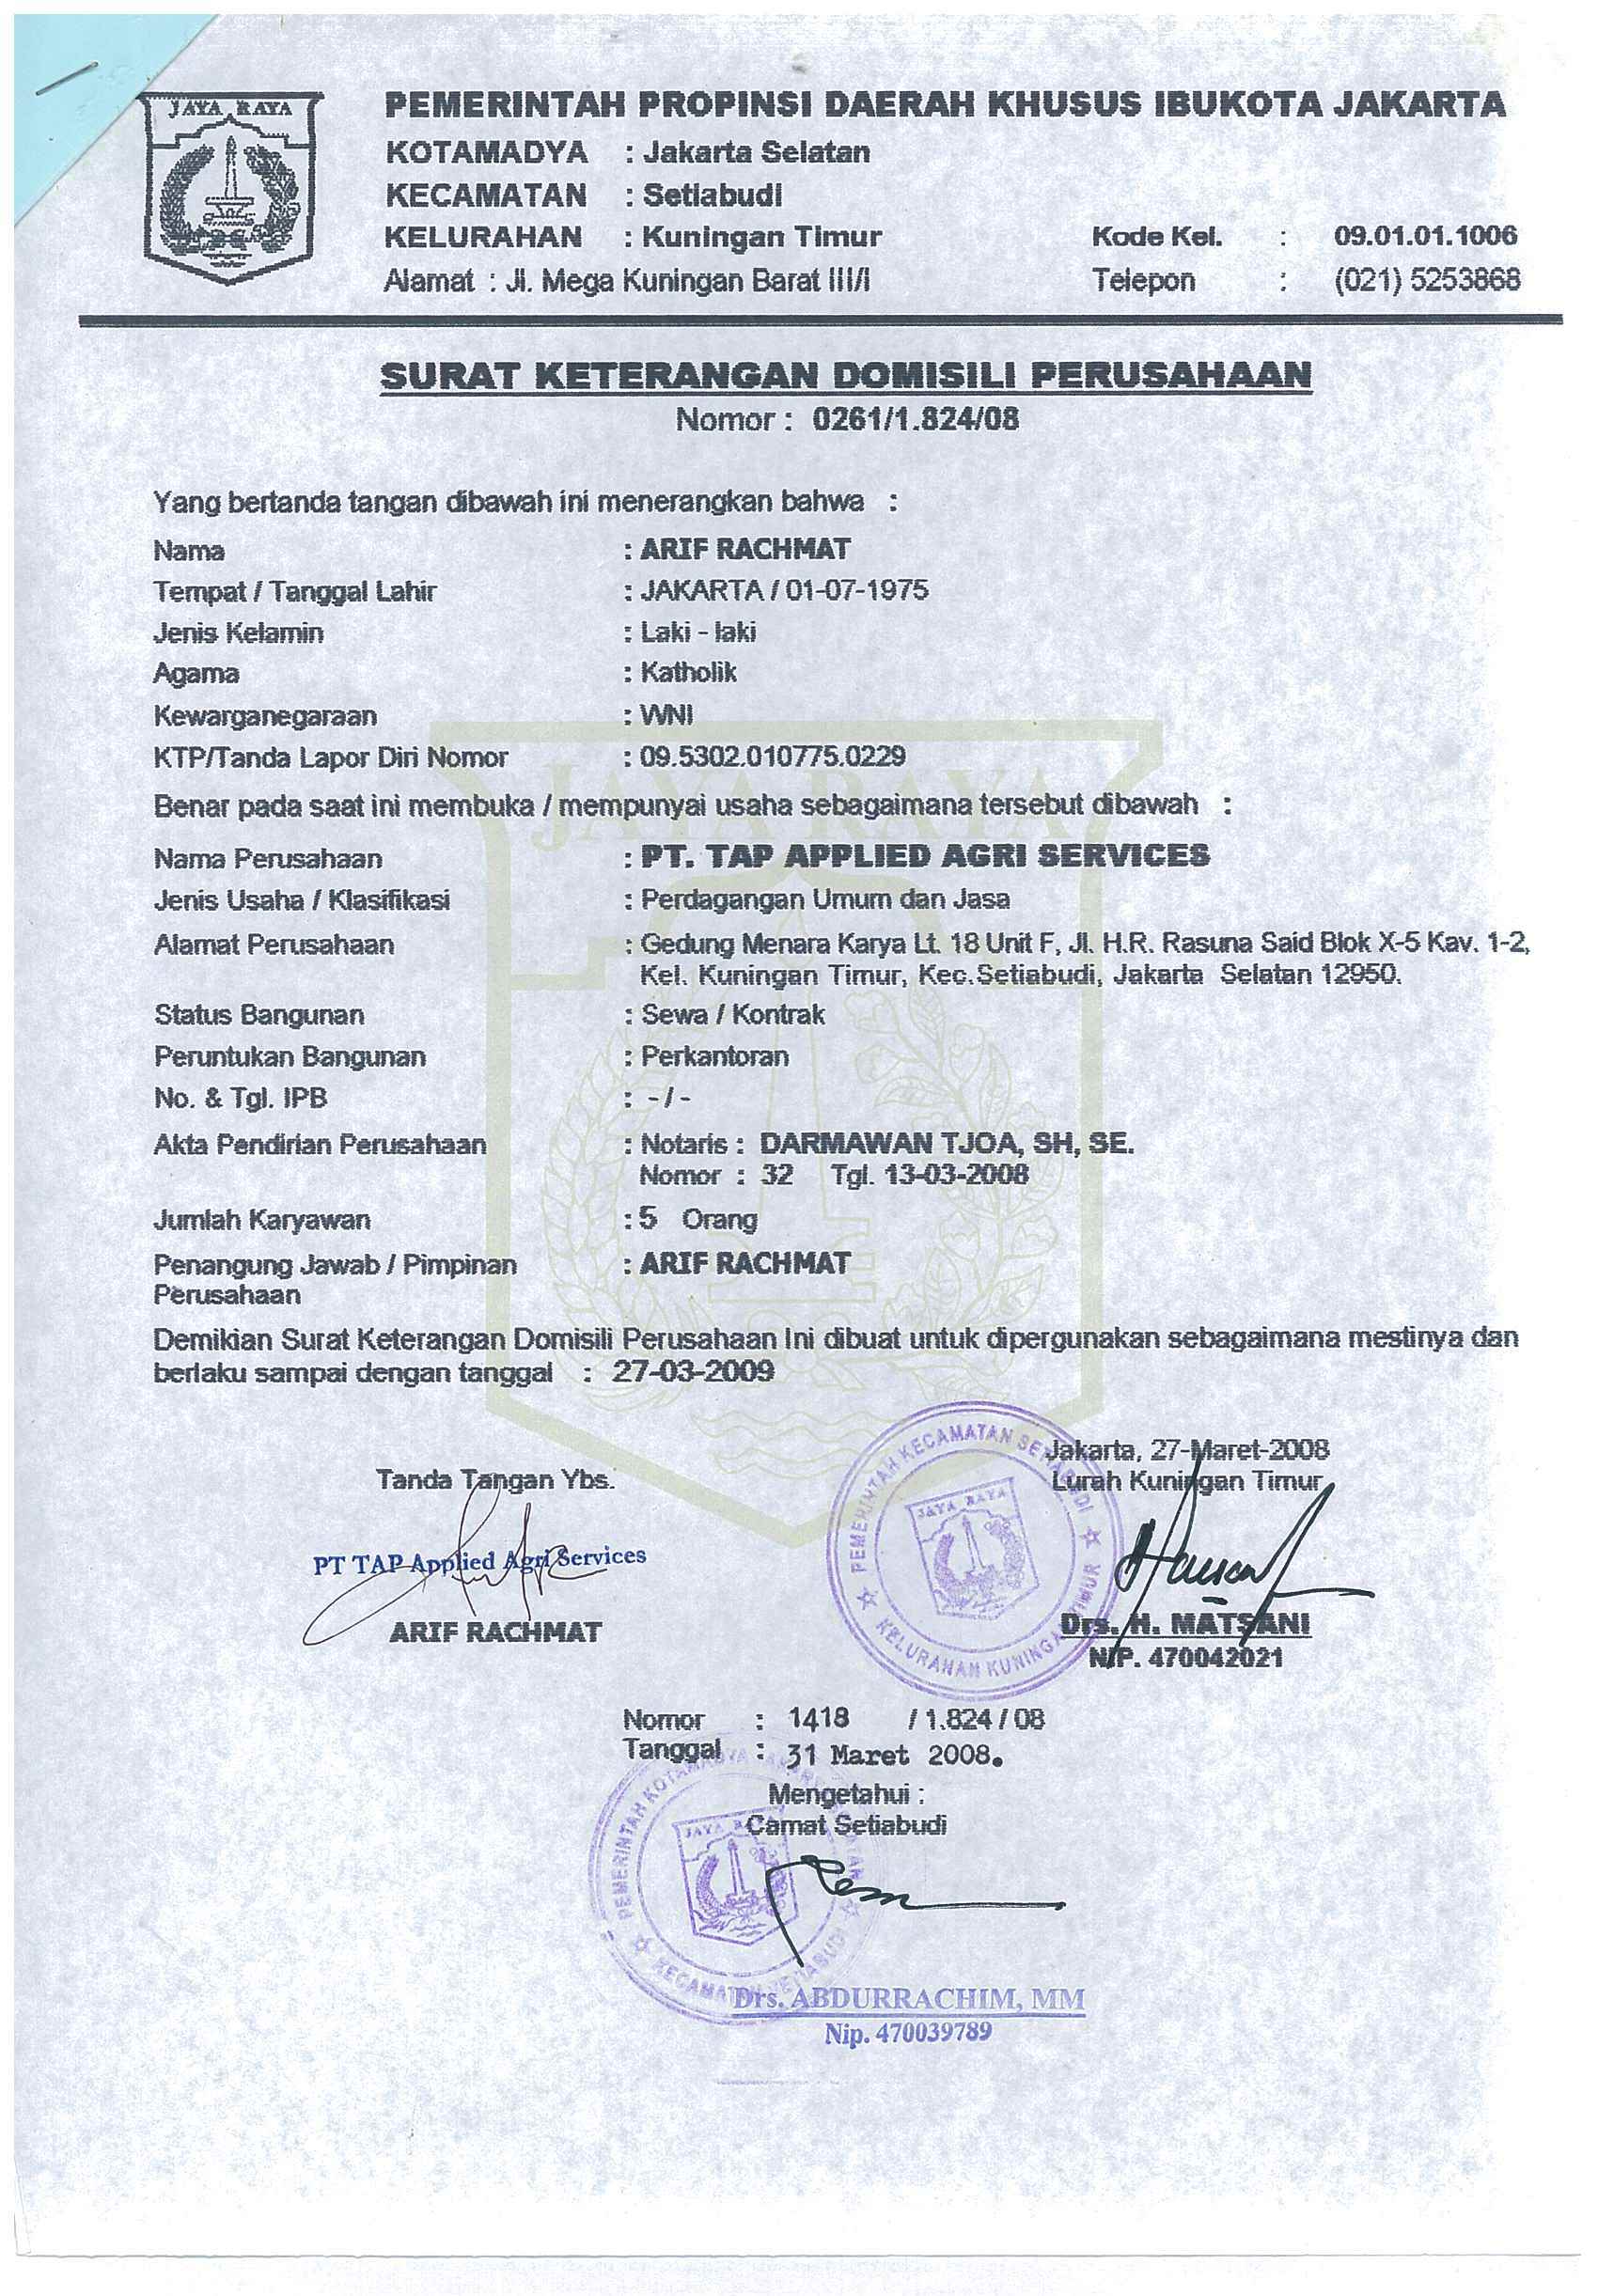 JAYA RAYA
PEMERINTAH PROPINSI DAERAH KHUSUS IBUKOTA JAKARTA
KOTAMADYA : Jakarta Selatan
KECAMATAN : Setiabudi
KELURAHAN : Kuningan Timur
Kode Kel. : 09.01.01.1006
Alamat : Jl. Mega Kuningan Barat III/I
Telepon : (021) 5253868
SURAT KETERANGAN DOMISILI PERUSAHAAN
Nomor : 0261/1.824/08
Yang bertanda tangan dibawah ini menerangkan bahwa :
Nama : ARIF RACHMAT
Tempat / Tanggal Lahir : JAKARTA / 01-07-1975
Jenis Kelamin : Laki - laki
Agama : Katholik
Kewarganegaraan : WNI
KTP/Tanda Lapor Diri Nomor : 09.5302.010775.0229
JAYA RAYA
Benar pada saat ini membuka / mempunyai usaha sebagaimana tersebut dibawah :
Nama Perusahaan : PT. TAP APPLIED AGRI SERVICES
Jenis Usaha / Klasifikasi : Perdagangan Umum dan Jasa
Alamat Perusahaan : Gedung Menara Karya Lt. 18 Unit F, Jl. H.R. Rasuna Said Blok X-5 Kav. 1-2,
Kel. Kuningan Timur, Kec.Setiabudi, Jakarta Selatan 12950.
Status Bangunan : Sewa / Kontrak
Peruntukan Bangunan : Perkantoran
No. & Tgl. IPB : - / -
Akta Pendirian Perusahaan : Notaris : DARMAWAN TJOA, SH, SE.
Nomor : 32 Tgl. 13-03-2008
Jumlah Karyawan : 5 Orang
Penangung Jawab / Pimpinan : ARIF RACHMAT
Perusahaan
Demikian Surat Keterangan Domisili Perusahaan Ini dibuat untuk dipergunakan sebagaimana mestinya dan
berlaku sampai dengan tanggal : 27-03-2009
Jakarta, 27-Maret-2008
Tanda Tangan Ybs.
Lurah Kuningan Timur
PT TAP Applied Agri Services
ARIF RACHMAT
PEMERINTAH KECAMATAN SETIABUDI
JAYA RAYA
KELURAHAN KUNINGAN TIMUR
Drs. H. MATSANI
NIP. 470042021
Nomor : 1418 / 1.824 / 08
Tanggal : 31 Maret 2008.
Mengetahui :
Camat Setiabudi
PEMERINTAH KOTAMADYA JAKARTA SELATAN
JAYA RAYA
KECAMATAN SETIABUDI
Drs. ABDURRACHIM, MM
Nip. 470039789